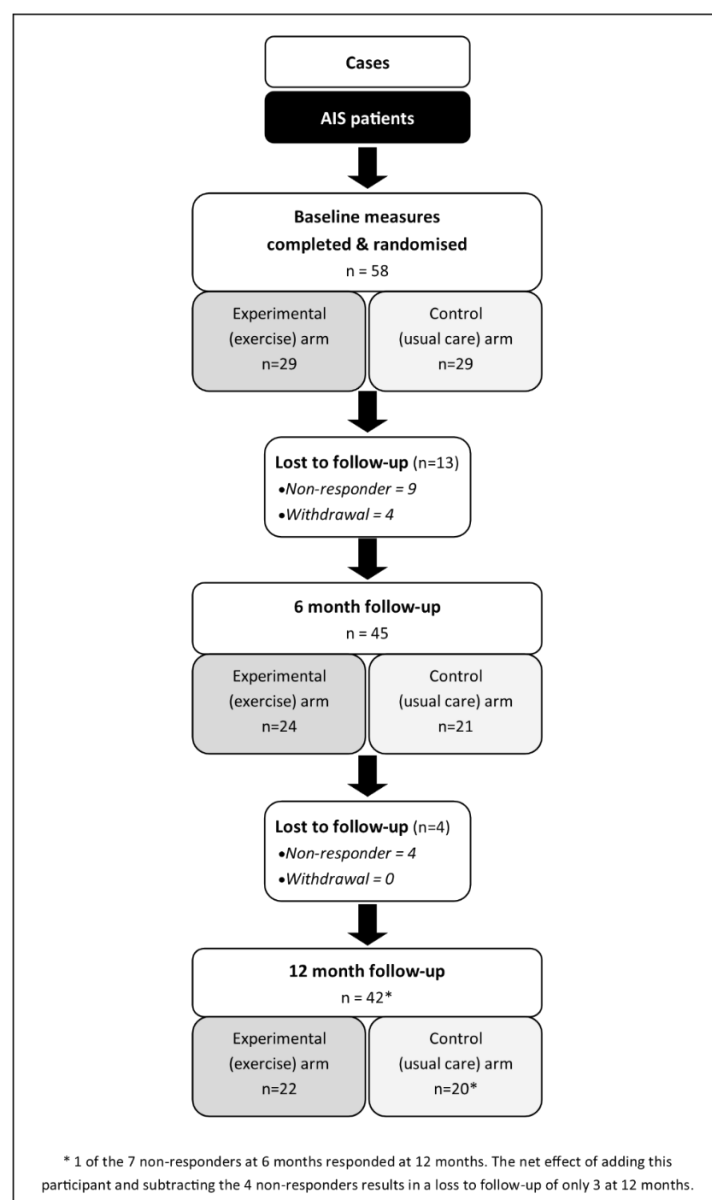 Cases
AIS patients
Baseline measures
completed & randomised
n = 58
Experimental
(exercise) arm
n=29
Control
(usual care) arm
n=29
Lost to follow-up (n=13)
•Non-responder = 9
•Withdrawal = 4
6 month follow-up
n = 45
Experimental
(exercise) arm
n=24
Control
(usual care) arm
n=21
Lost to follow-up (n=4)
•Non-responder = 4
•Withdrawal = 0
12 month follow-up
n = 42*
Experimental
(exercise) arm
n=22
Control
(usual care) arm
n=20*
* 1 of the 7 non-responders at 6 months responded at 12 months. The net effect of adding this
participant and subtracting the 4 non-responders results in a loss to follow-up of only 3 at 12 months.